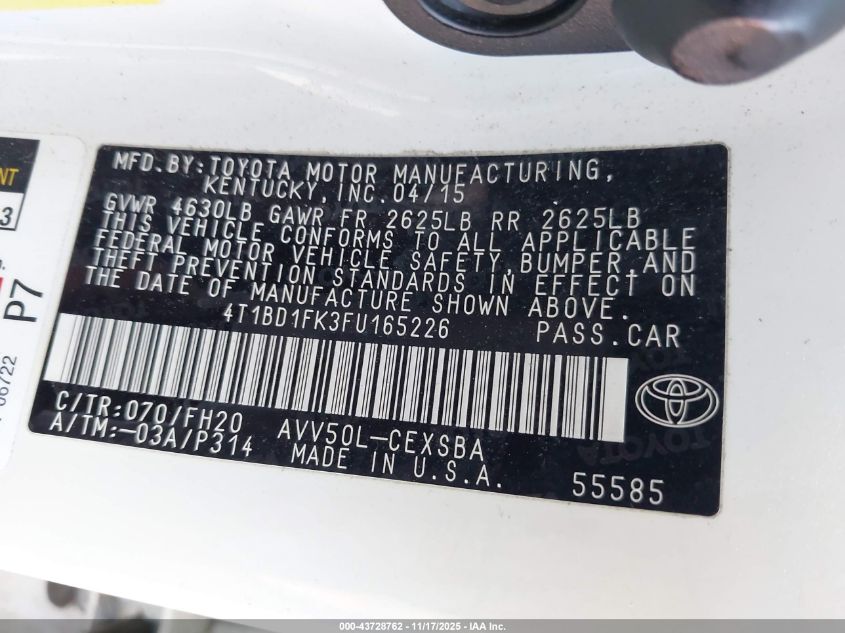 MFD.BY:TOYOTA MOTOR MANUFACTURING,
KENTUCKY,INC.04/15
GVWR 4630LB GAWR FR 2625LB RR 2625LB
THIS VEHICLE CONFORMS TO ALL APPLICABLE
FEDERAL MOTOR VEHICLE SAFETY,BUMPER,AND
THEFT PREVENTION STANDARDS IN EFFECT ON
THE DATE OF MANUFACTURE SHOWN ABOVE.
4T1BD1FK3FU165226 PASS.CAR
C/TR:070/FH20 AVV50L-CEXSBA
A/TM:-03A/P314 MADE IN U.S.A.
55585
P7
06722
000-43728762 - 11/17/2025 - IAA Inc.